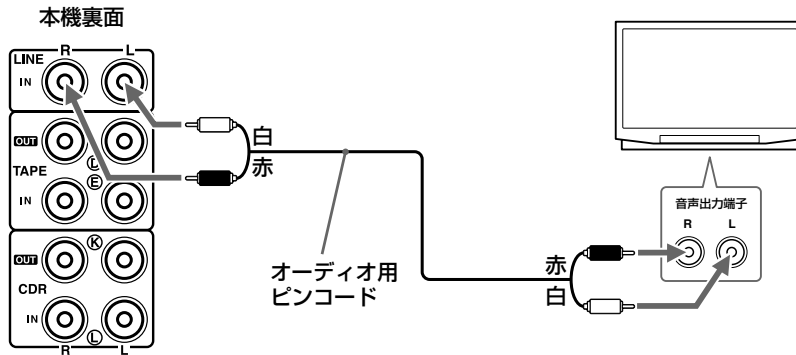 本機裏面
R L
LINE
IN
OUT
D
TAPE
E
IN
K
OUT
CDR
IN
L
R L
白
赤
オーディオ用
ピンコード
音声出力端子
R L
赤
白